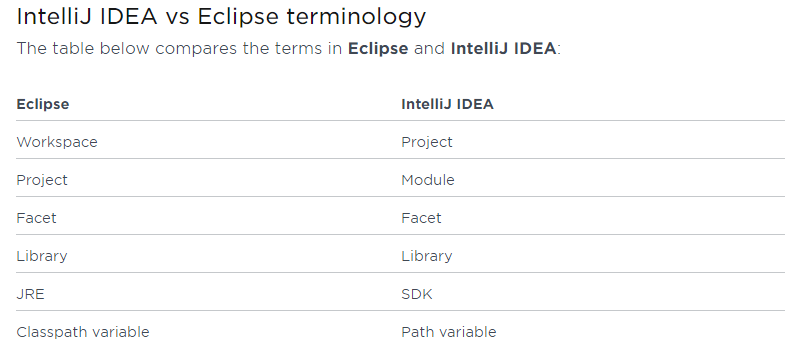 IntelliJ IDEA vs Eclipse terminology
The table below compares the terms in Eclipse and IntelliJ IDEA:
Eclipse IntelliJ IDEA
Workspace Project
Project Module
Facet Facet
Library Library
JRE SDK
Classpath variable Path variable